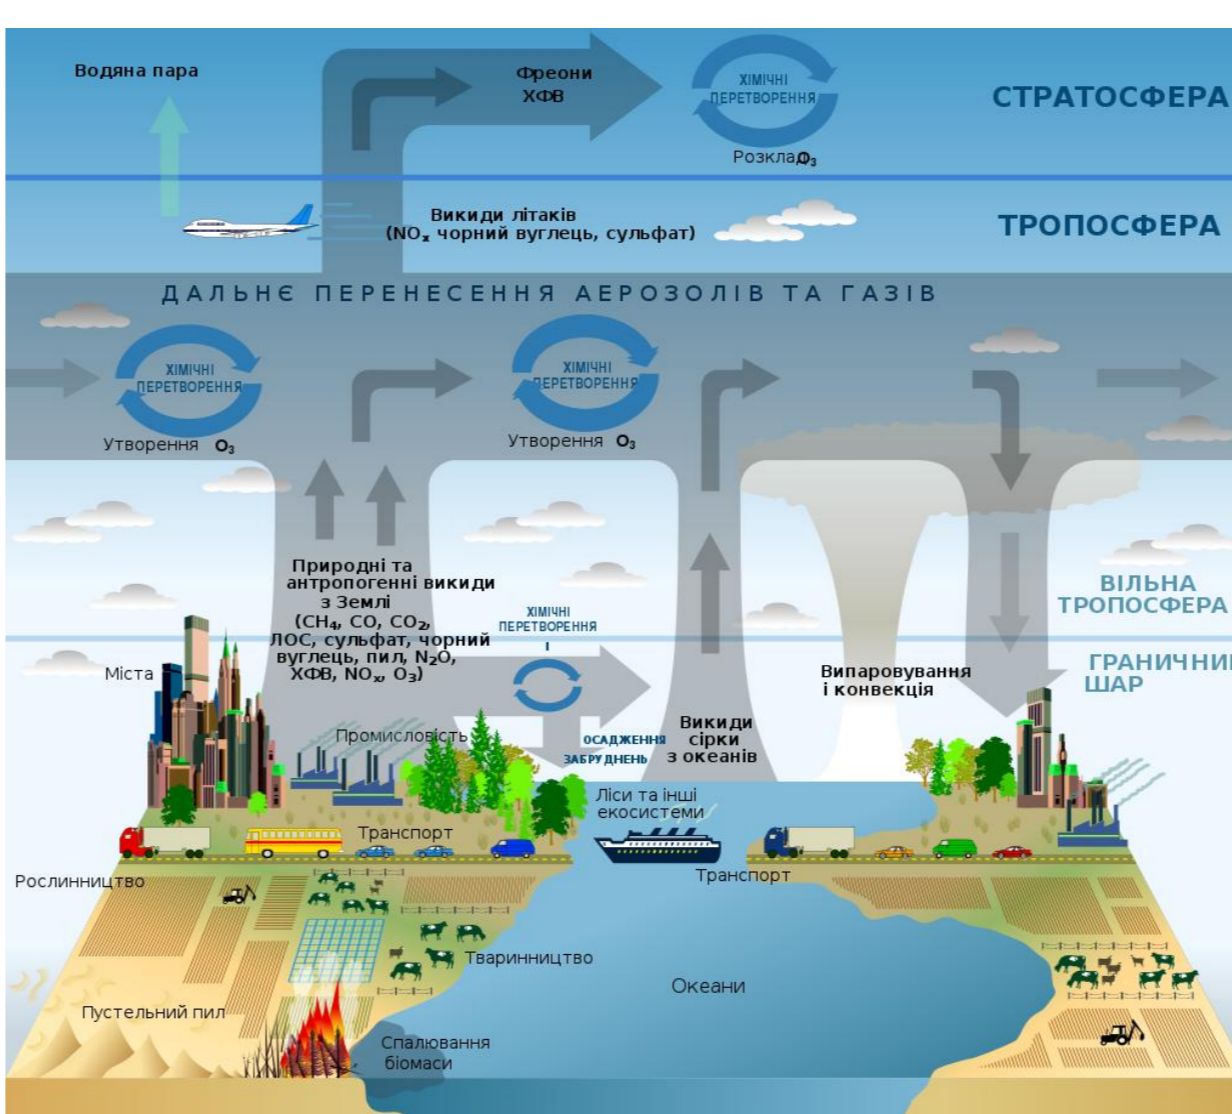 Водяна пара
Фреони
ХФВ
ХІМІЧНІ
ПЕРЕТВОРЕННЯ
Розклад O₃
СТРАТОСФЕРА
Викиди літаків
(NOₓ чорний вуглець, сульфат)
ТРОПОСФЕРА
ДАЛЬНЄ ПЕРЕНЕСЕННЯ АЕРОЗОЛІВ ТА ГАЗІВ
ХІМІЧНІ
ПЕРЕТВОРЕННЯ
Утворення O₃
ХІМІЧНІ
ПЕРЕТВОРЕННЯ
Утворення O₃
Природні та
антропогенні викиди
з Землі
(CH₄, CO, CO₂,
ЛОС, сульфат, чорний
вуглець, пил, N₂O,
ХФВ, NOₓ, O₃)
ХІМІЧНІ
ПЕРЕТВОРЕННЯ
І
ОСАДЖЕННЯ
ЗАБРУДНЕНЬ
ВІЛЬНА
ТРОПОСФЕРА
ГРАНИЧНИЙ
ШАР
Випаровування
і конвекція
Викиди
сірки
з океанів
Міста
Промисловість
Ліси та інші
екосистеми
Транспорт
Транспорт
Рослинництво
Тваринництво
Океани
Пустельний пил
Спалювання
біомаси